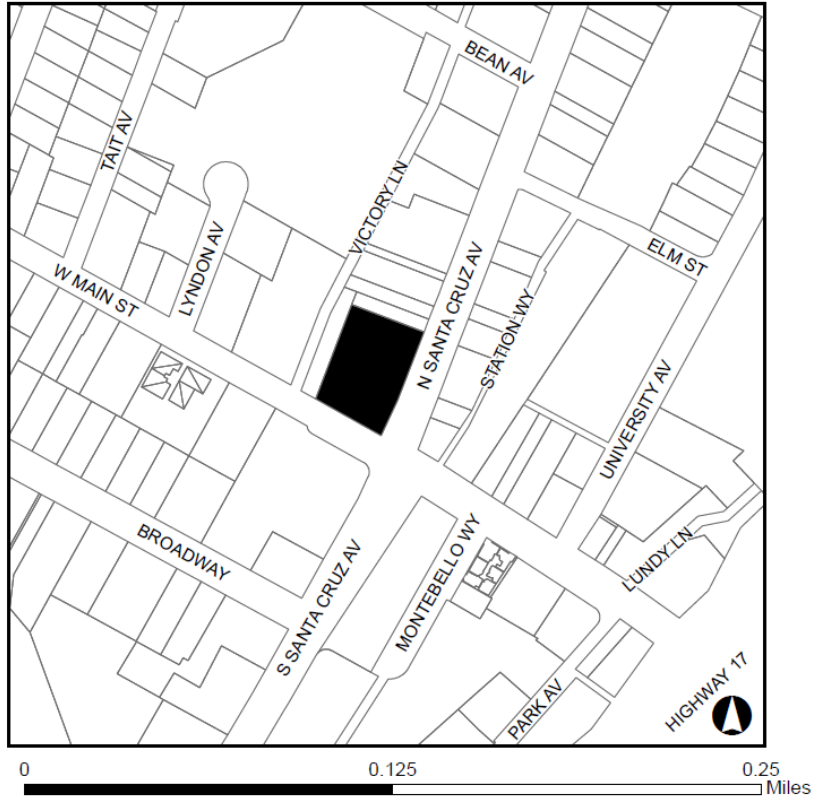 BEAN AV
TAIT AV
VICTORY LN
ELM ST
LYNDON AV
W MAIN ST
N SANTA CRUZ AV
STATION WY
UNIVERSITY AV
BROADWAY
S SANTA CRUZ AV
MONTEBELLO WY
LUNDY LN
PARK AV
HIGHWAY 17
0 0.125 0.25
Miles